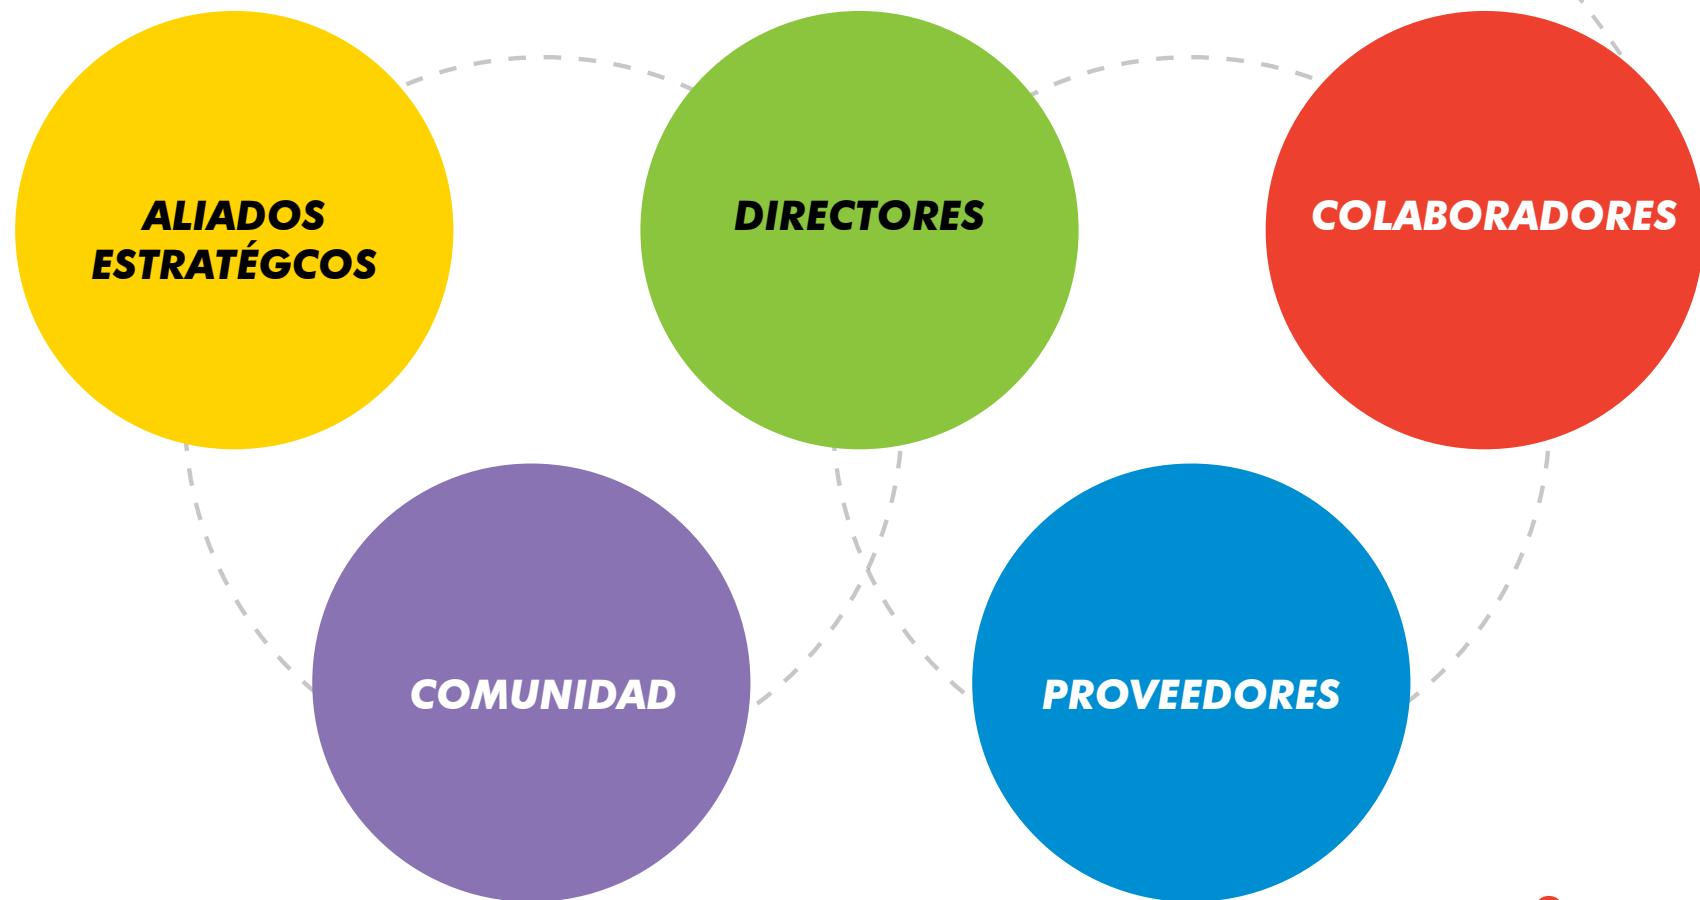 ALIADOS
ESTRATÉGCOS
DIRECTORES
COLABORADORES
COMUNIDAD
PROVEEDORES